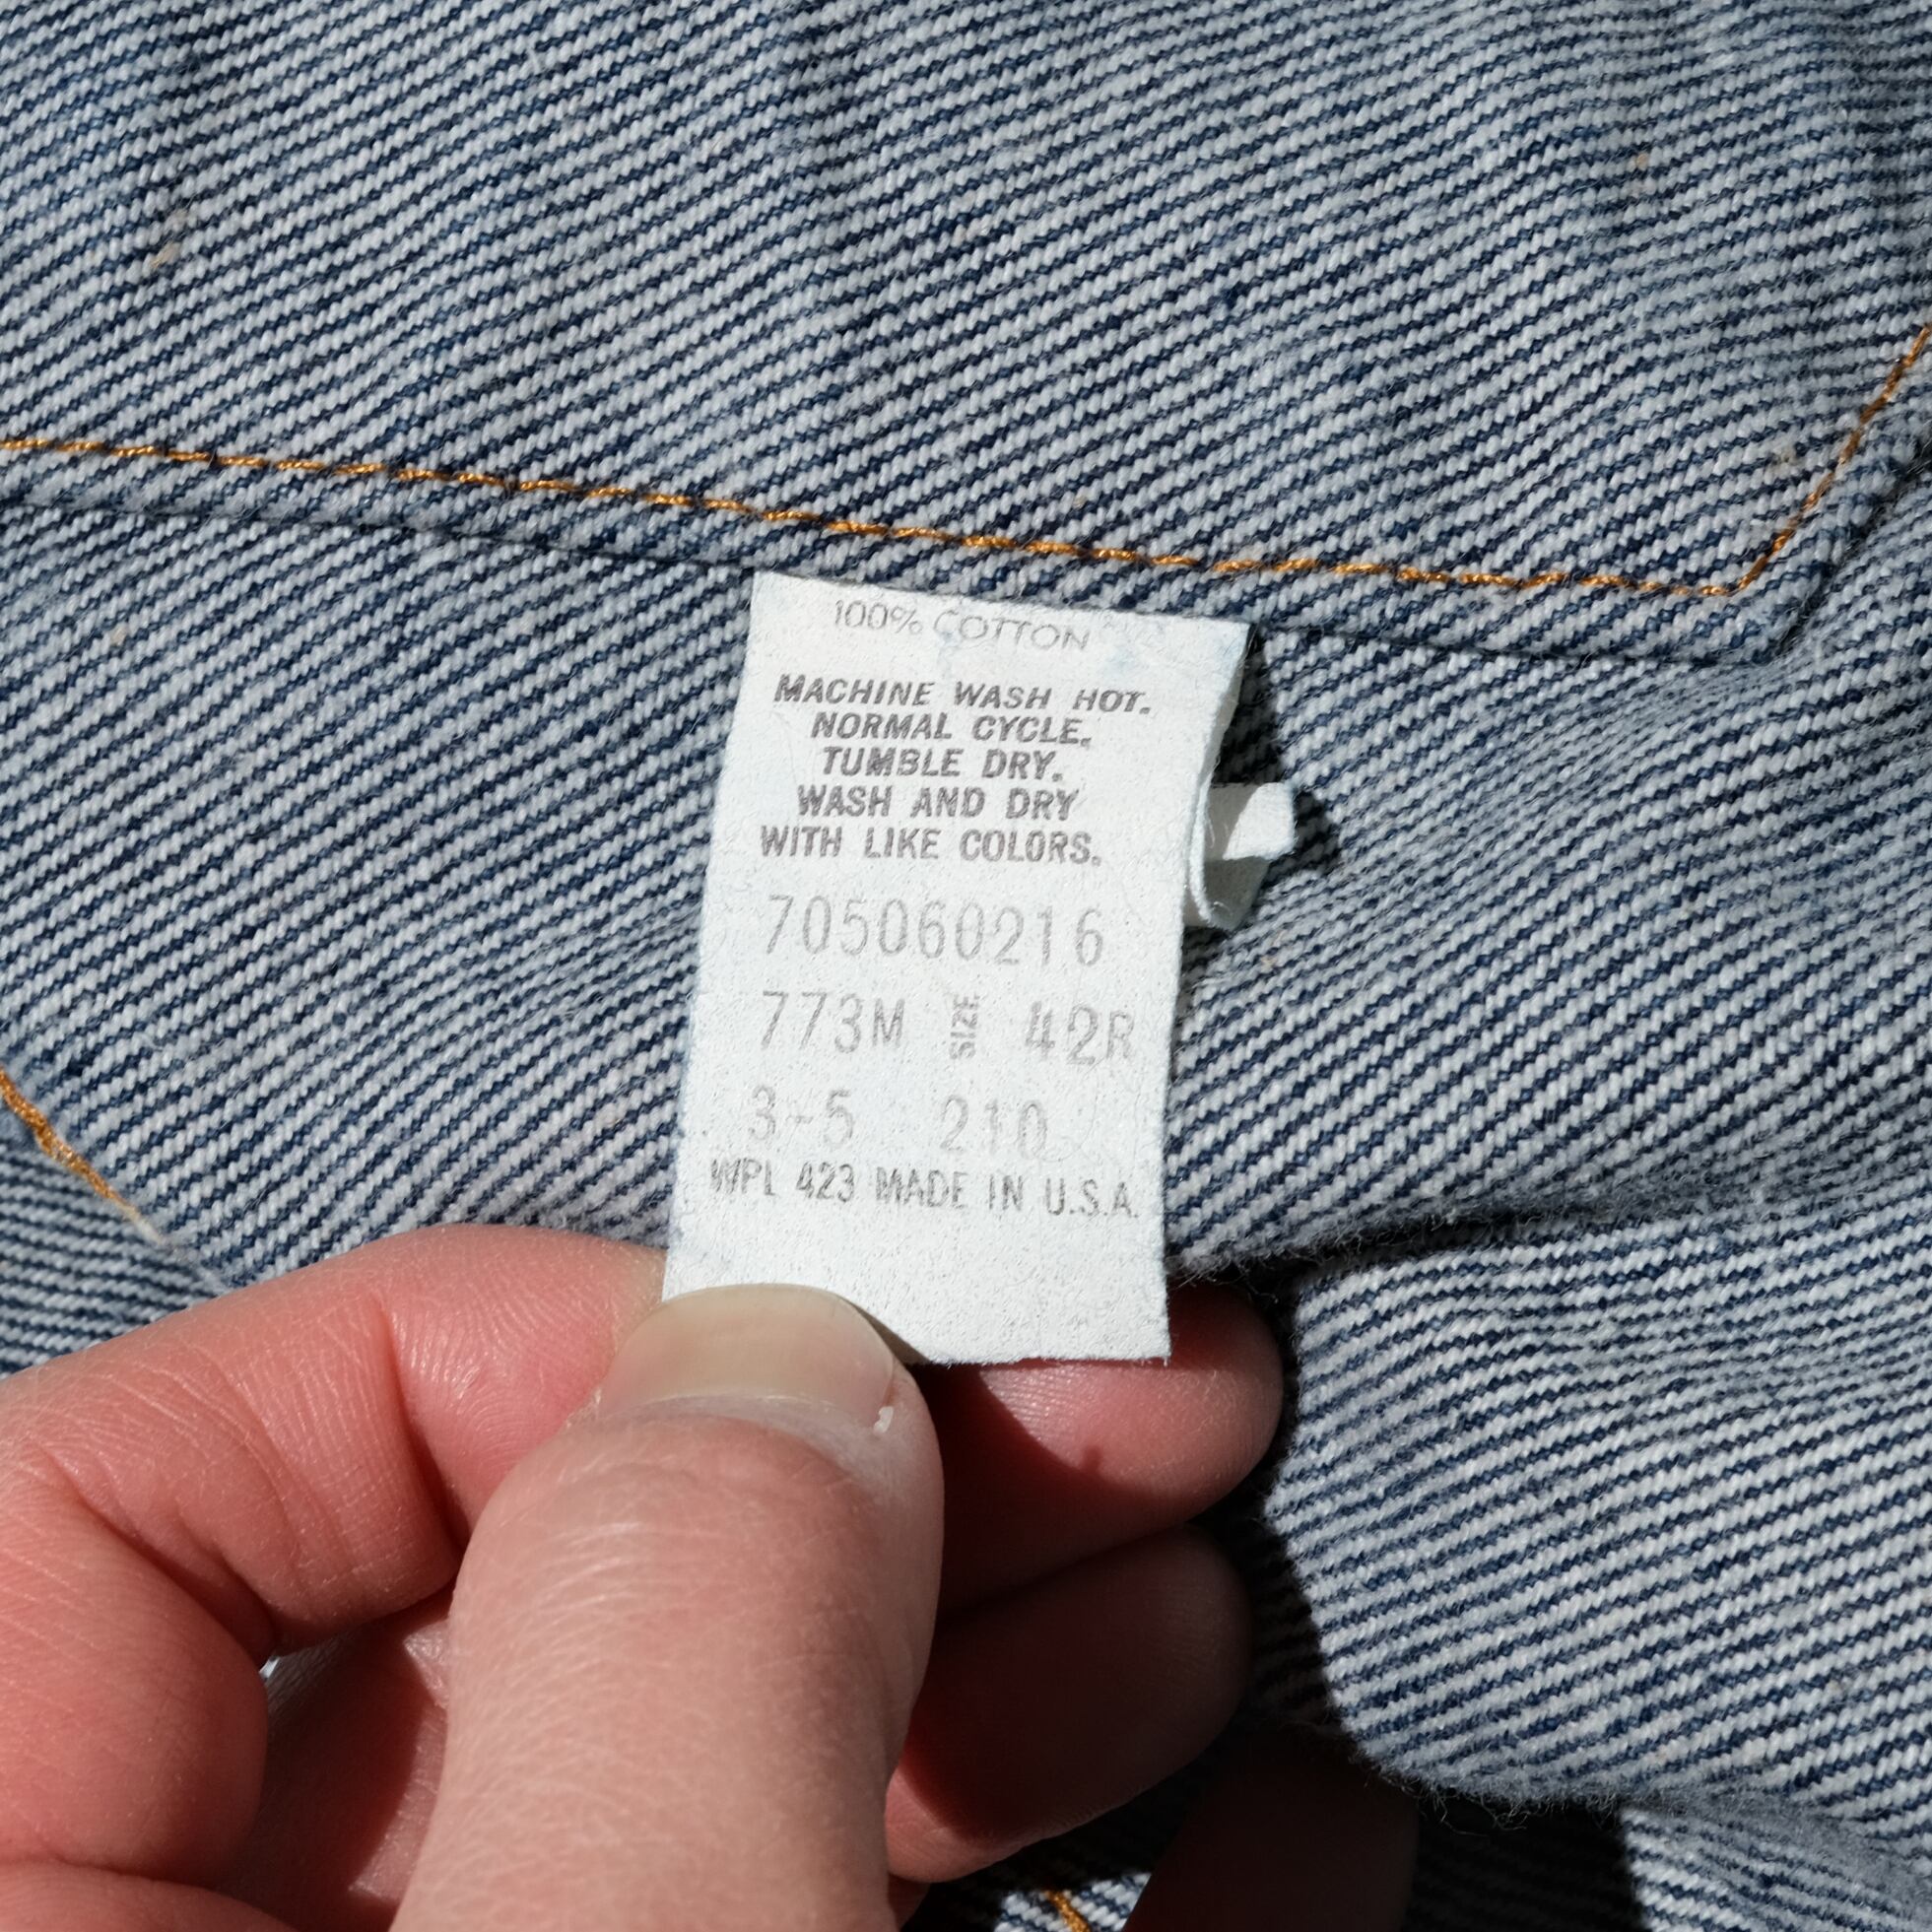 100% COTTON
MACHINE WASH HOT.
NORMAL CYCLE.
TUMBLE DRY.
WASH AND DRY
WITH LIKE COLORS.
705060216
773M SIZE 42R
3-5 210
WPL 423 MADE IN U.S.A.